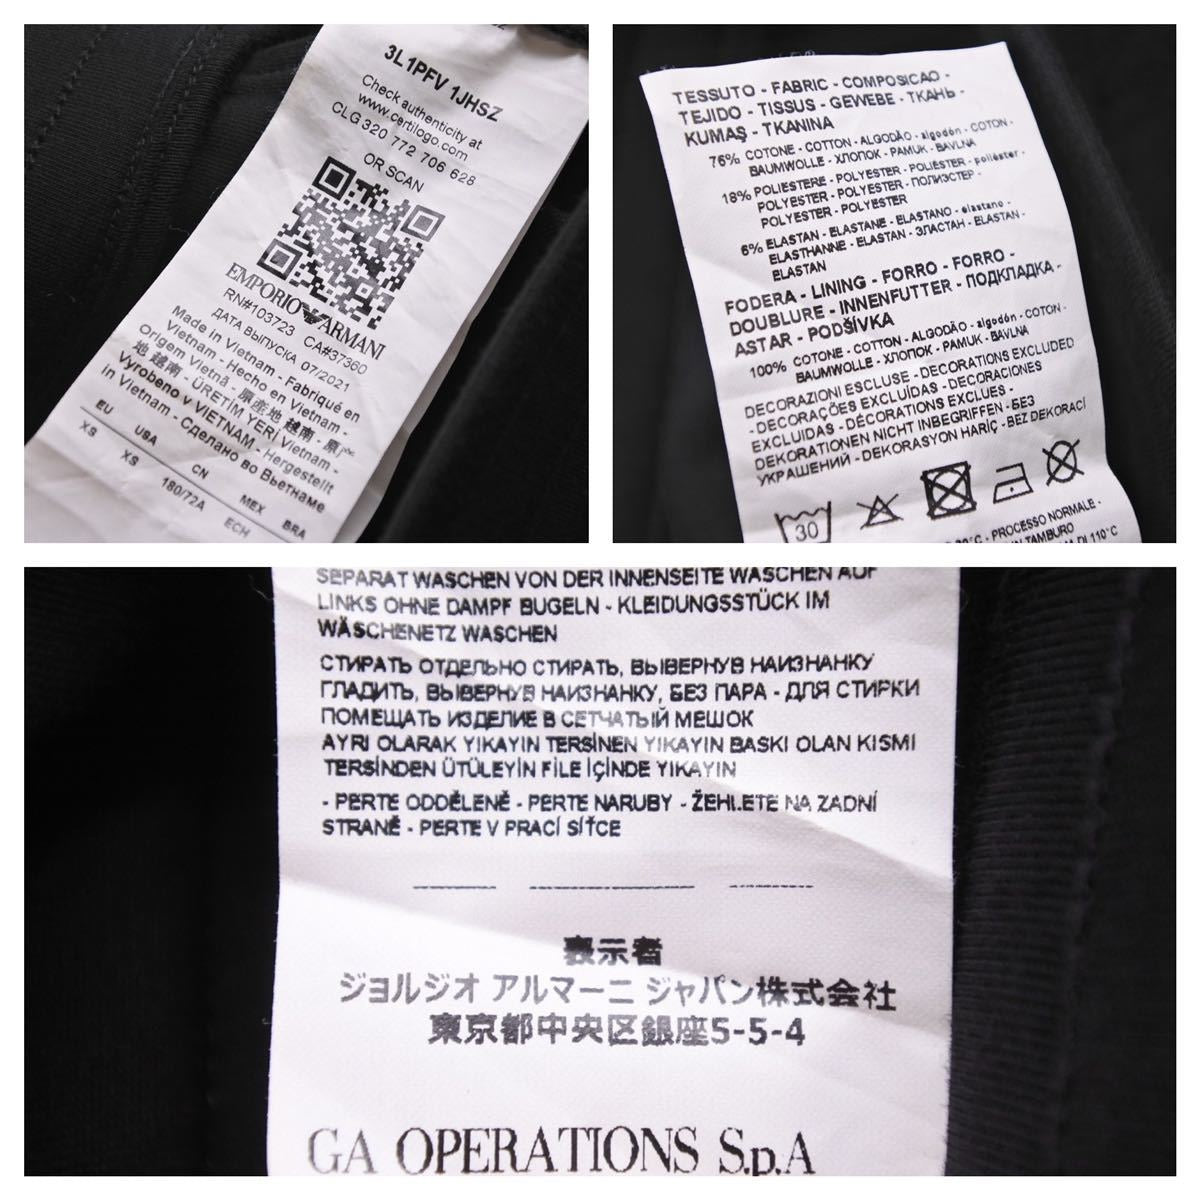 3L1PFV 1JHSZ
Check authenticity at
www.certilogo.com
CLG 320 772 706 628
OR SCAN
EMPORIO ARMANI
RN#103723 CA#37360
ДАТА ВЫПУСКА 07/2021
Made in Vietnam - Fabriqué en
Vietnam - Hecho en Vietnam -
Origem Vietnã - 原産地 越南 - 原产
地 越南 - ÜRETİM YERİ Vietnam -
Vyrobeno v VIETNAM - Hergestellt
in Vietnam - Сделано во Вьетнаме
EU USA CN MEX BRA
XS XS 180/72A ECH
TESSUTO - FABRIC - COMPOSICAO -
TEJIDO - TISSUS - GEWEBE - ТКАНЬ -
KUMAŞ - TKANINA
76% COTONE - COTTON - ALGODÃO - algodón - COTON -
BAUMWOLLE - ХЛОПОК - PAMUK - BAVLNA
18% POLIESTERE - POLYESTER - POLIÉSTER - poliéster -
POLYESTER - POLYESTER - ПОЛИЭСТЕР -
POLYESTER - POLYESTER
6% ELASTAN - ELASTANE - ELASTANO - elastano -
ELASTHANNE - ELASTAN - ЭЛАСТАН - ELASTAN -
ELASTAN
FODERA - LINING - FORRO - FORRO -
DOUBLURE - INNENFUTTER - ПОДКЛАДКА -
ASTAR - PODŠÍVKA
100% COTONE - COTTON - ALGODÃO - algodón - COTON -
BAUMWOLLE - ХЛОПОК - PAMUK - BAVLNA
DECORAZIONI ESCLUSE - DECORATIONS EXCLUDED
- DECORAÇÕES EXCLUÍDAS - DECORACIONES
EXCLUIDAS - DÉCORATIONS EXCLUES -
DEKORATIONEN NICHT INBEGRIFFEN - БЕЗ
УКРАШЕНИЙ - DEKORASYON HARİÇ - BEZ DEKORACÍ
30
30°C - PROCESSO NORMALE -
IN TAMBURO
DI 110°C
SEPARAT WASCHEN VON DER INNENSEITE WASCHEN AUF
LINKS OHNE DAMPF BUGELN - KLEIDUNGSSTÜCK IM
WÄSCHENETZ WASCHEN
СТИРАТЬ ОТДЕЛЬНО СТИРАТЬ, ВЫВЕРНУВ НАИЗНАНКУ
ГЛАДИТЬ, ВЫВЕРНУВ НАИЗНАНКУ, БЕЗ ПАРА - ДЛЯ СТИРКИ
ПОМЕЩАТЬ ИЗДЕЛИЕ В СЕТЧАТЫЙ МЕШОК
AYRI OLARAK YIKAYIN TERSİNEN YIKAYIN BASKI OLAN KISMI
TERSİNDEN ÜTÜLEYİN FİLE İÇİNDE YIKAYIN
- PERTE ODDĚLENĚ - PERTE NARUBY - ŽEHLETE NA ZADNÍ
STRANĚ - PERTE V PRACÍ SÍŤCE
表示者
ジョルジオ アルマーニ ジャパン株式会社
東京都中央区銀座5-5-4
GA OPERATIONS S.p.A